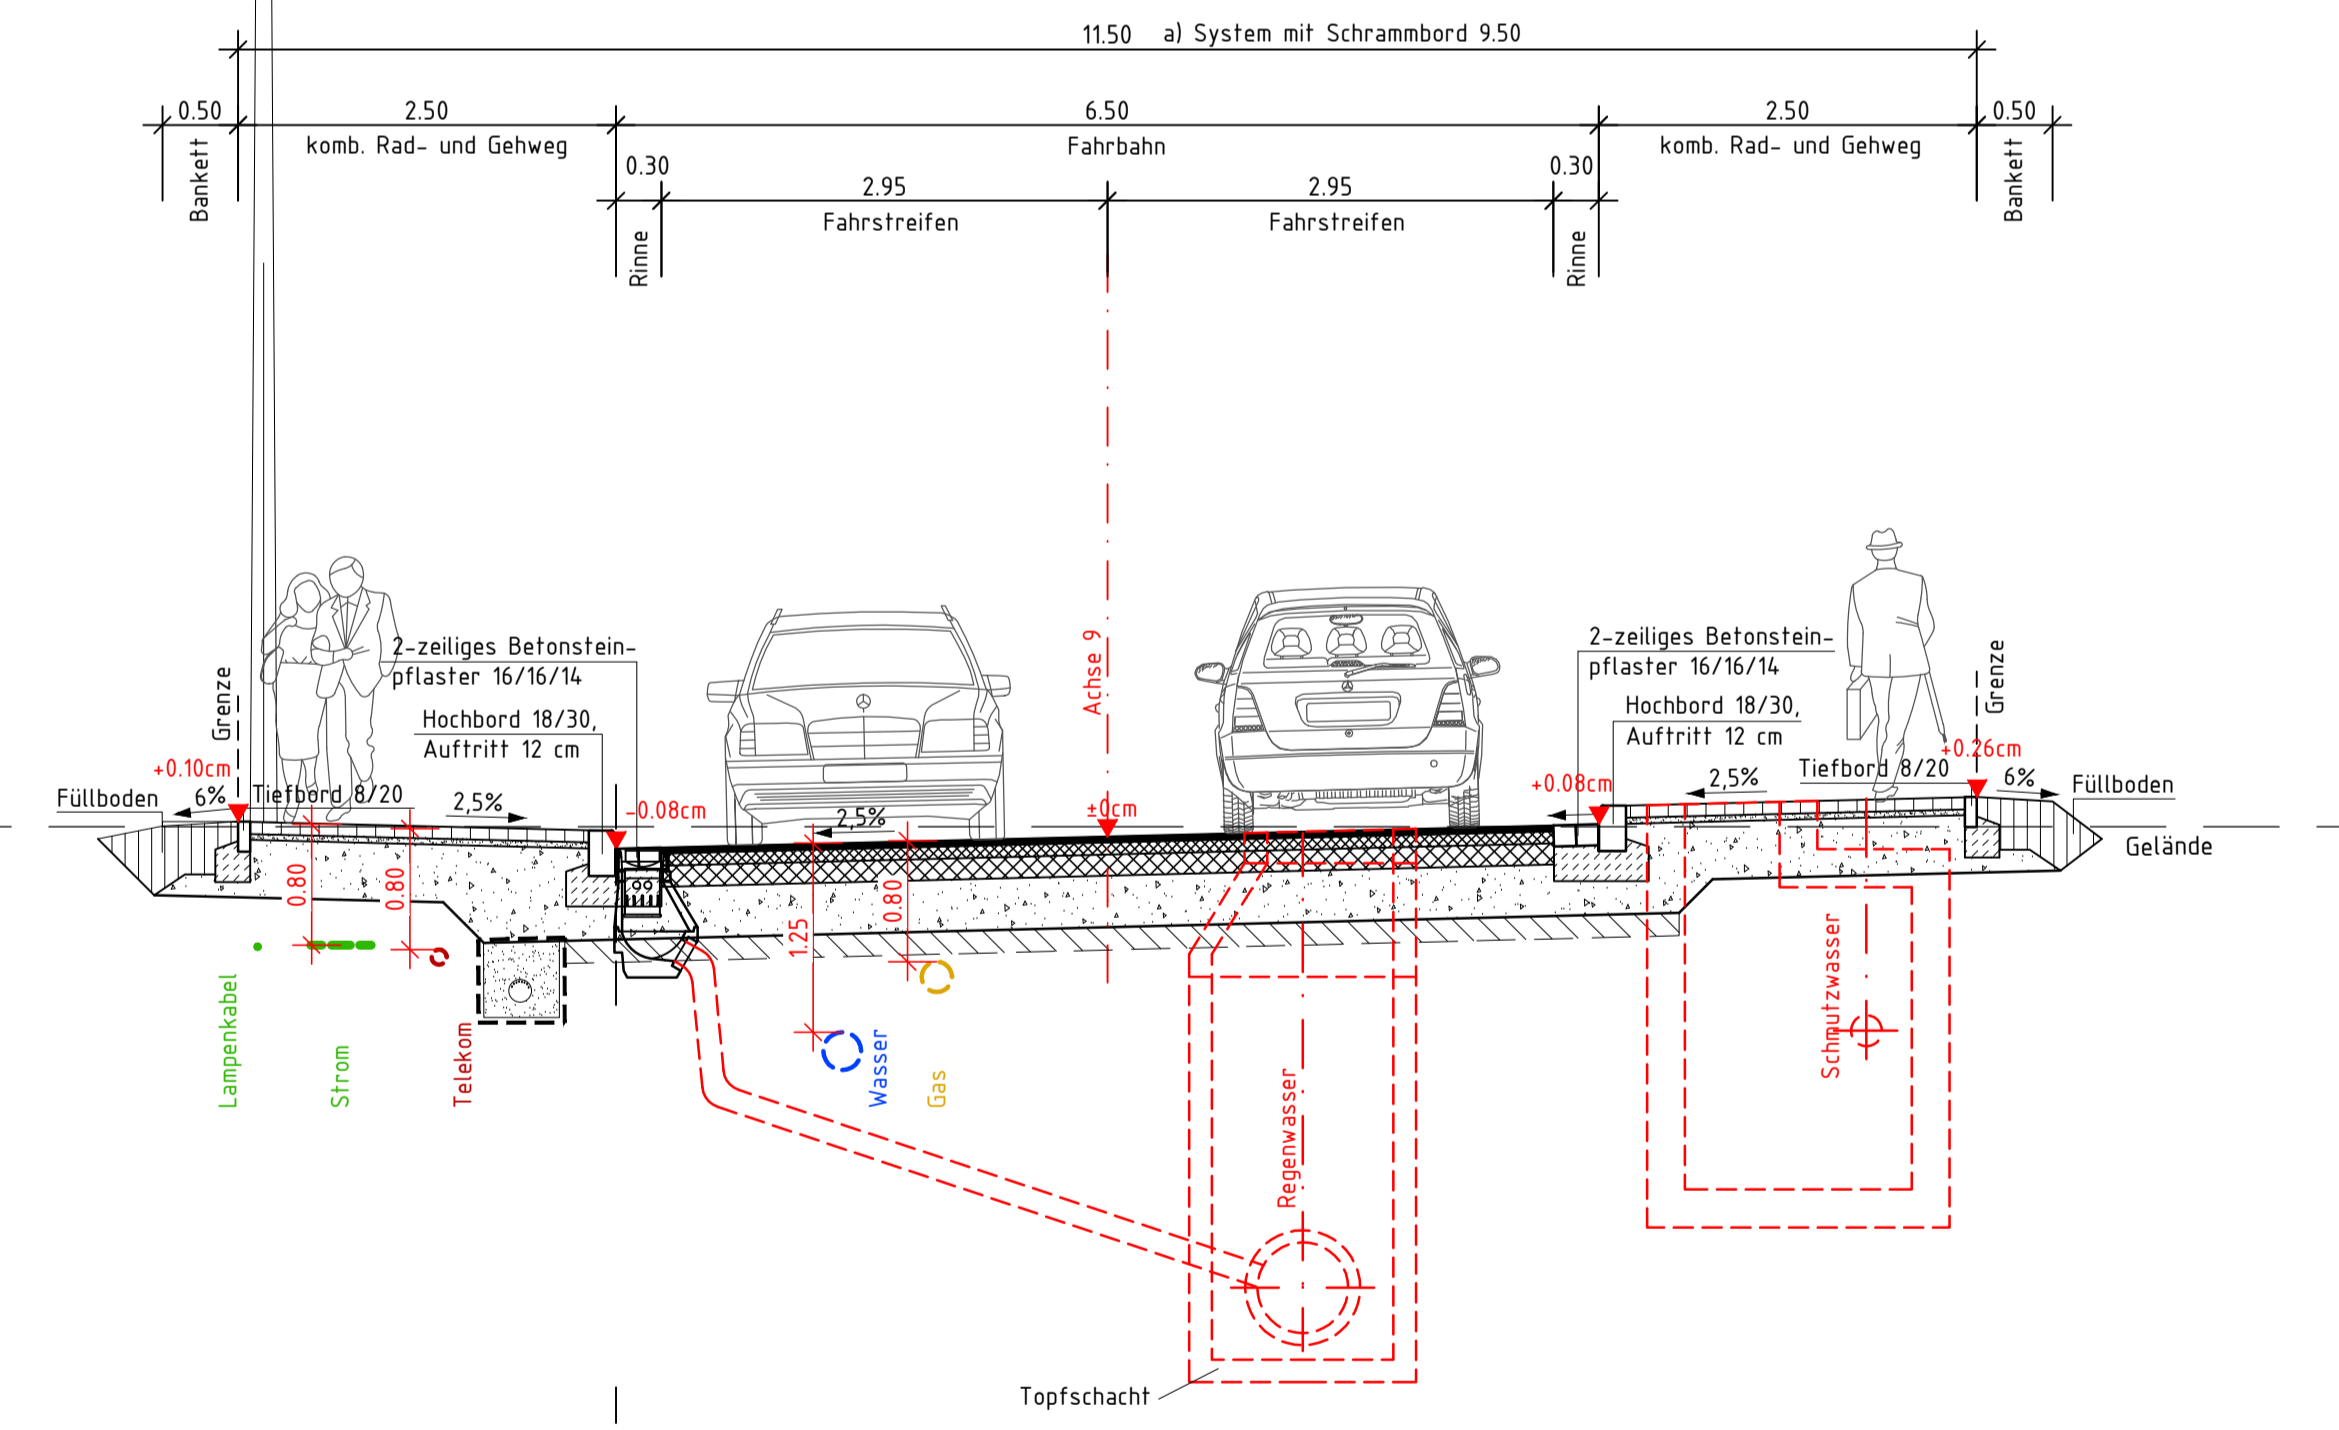 11.50 a) System mit Schrammbord 9.50
0.50
2.50
6.50
2.50
0.50
Bankett
komb. Rad- und Gehweg
Fahrbahn
komb. Rad- und Gehweg
Bankett
0.30
2.95
2.95
0.30
Rinne
Fahrstreifen
Fahrstreifen
Rinne
Grenze
2-zeiliges Betonstein-
pflaster 16/16/14
Hochbord 18/30,
Auftritt 12 cm
Achse 9
2-zeiliges Betonstein-
pflaster 16/16/14
Hochbord 18/30,
Auftritt 12 cm
Grenze
+0.10cm
+0.26cm
Füllboden
6%
Tiefbord 8/20
2,5%
-0.08cm
2,5%
±0cm
+0.08cm
2,5%
Tiefbord 8/20
6%
Füllboden
Gelände
0.80
0.80
1.25
0.80
Lampenkabel
Strom
Telekom
Wasser
Gas
Regenwasser
Schmutzwasser
Topfschacht